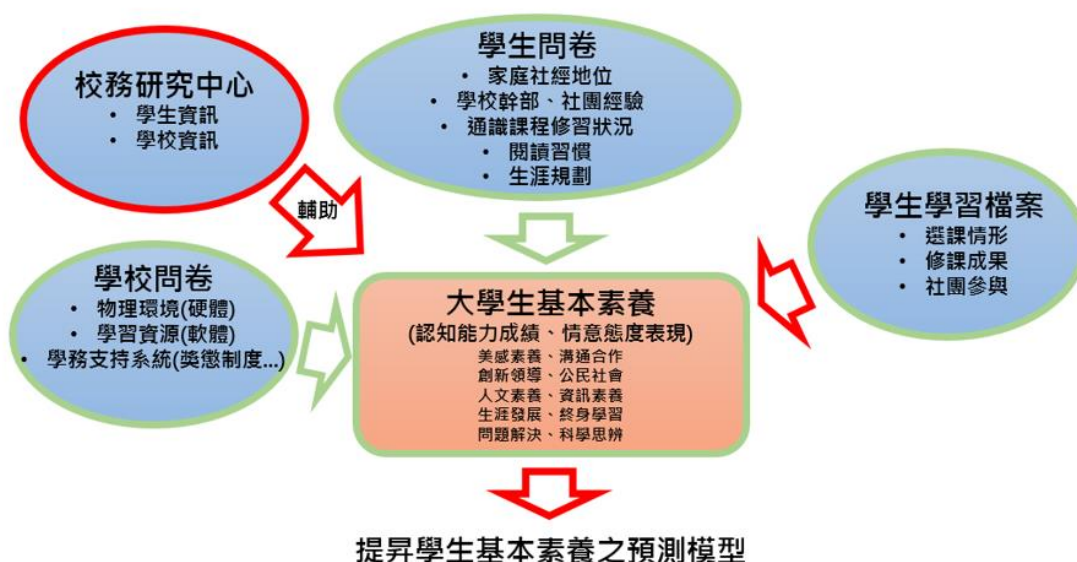 校務研究中心
• 學生資訊
• 學校資訊
學生問卷
• 家庭社經地位
• 學校幹部、社團經驗
• 通識課程修習狀況
• 閱讀習慣
• 生涯規劃
輔助
學生學習檔案
• 選課情形
• 修課成果
• 社團參與
學校問卷
• 物理環境(硬體)
• 學習資源(軟體)
• 學務支持系統(獎懲制度...)
大學生基本素養
(認知能力成績、情意態度表現)
美感素養、溝通合作
創新領導、公民社會
人文素養、資訊素養
生涯發展、終身學習
問題解決、科學思辨
提昇學生基本素養之預測模型